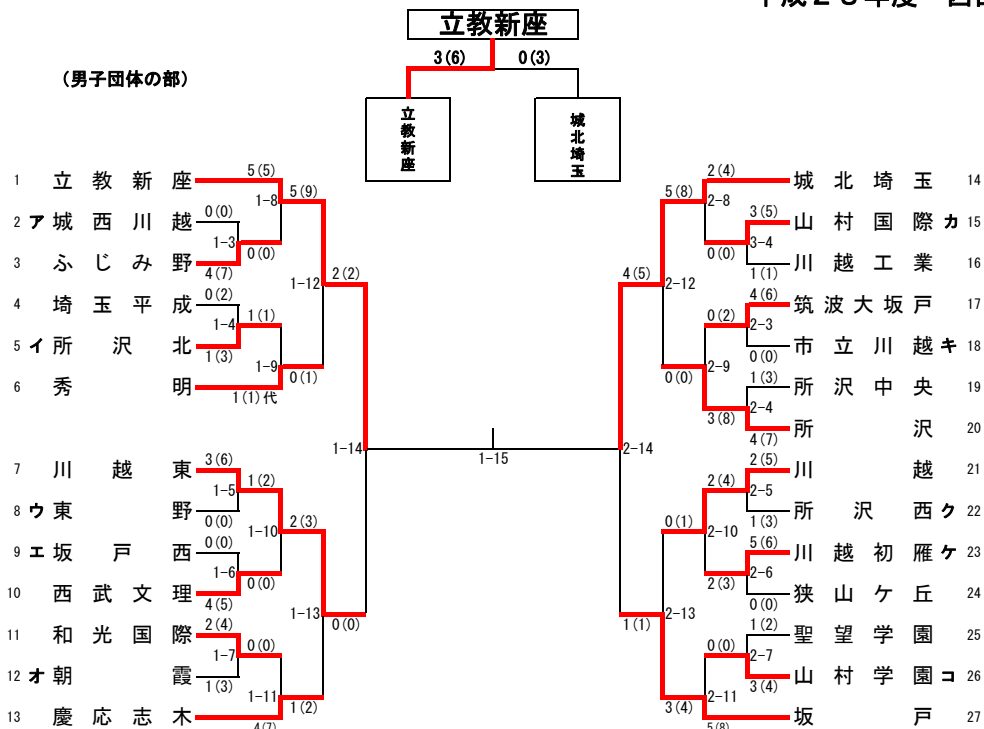 平成２８年度　西部
立教新座
3(6) 0(3)
（男子団体の部）
立教新座
城北埼玉
1 立教新座 5(5)
5(9)
1-8
2 ア 城西川越 0(0)
1-3
0(0)
3 ふじみ野 4(7)
1-12
2(2)
4 埼玉平成 0(2)
1-4
1(1)
5 イ 所沢北 1(3)
1-9
0(1)
6 秀明 1(1)代
1-14
7 川越東 3(6)
1-5
1(2)
8 ウ 東野 0(0)
1-10
2(3)
9 エ 坂戸西 0(0)
1-6
0(0)
10 西武文理 4(5)
1-13
0(0)
11 和光国際 2(4)
1-7
0(0)
12 オ 朝霞 1(3)
1-11
1(2)
13 慶応志木 4(7)
1-15
2(4) 城北埼玉 14
5(8)
2-8
3(5) 山村国際 カ 15
3-4
0(0)
1(1) 川越工業 16
4(5)
2-12
4(6) 筑波大坂戸 17
0(2)
2-3
0(0) 市立川越 キ 18
2-9
0(0)
1(3) 所沢中央 19
2-4
3(8)
4(7) 所沢 20
2-14
2(5) 川越 21
2(4)
2-5
1(3) 所沢西 ク 22
0(1)
2-10
5(6) 川越初雁 ケ 23
2-6
2(3)
0(0) 狭山ケ丘 24
2-13
1(1)
1(2) 聖望学園 25
0(0)
2-7
3(4) 山村学園 コ 26
2-11
3(4)
5(8) 坂戸 27